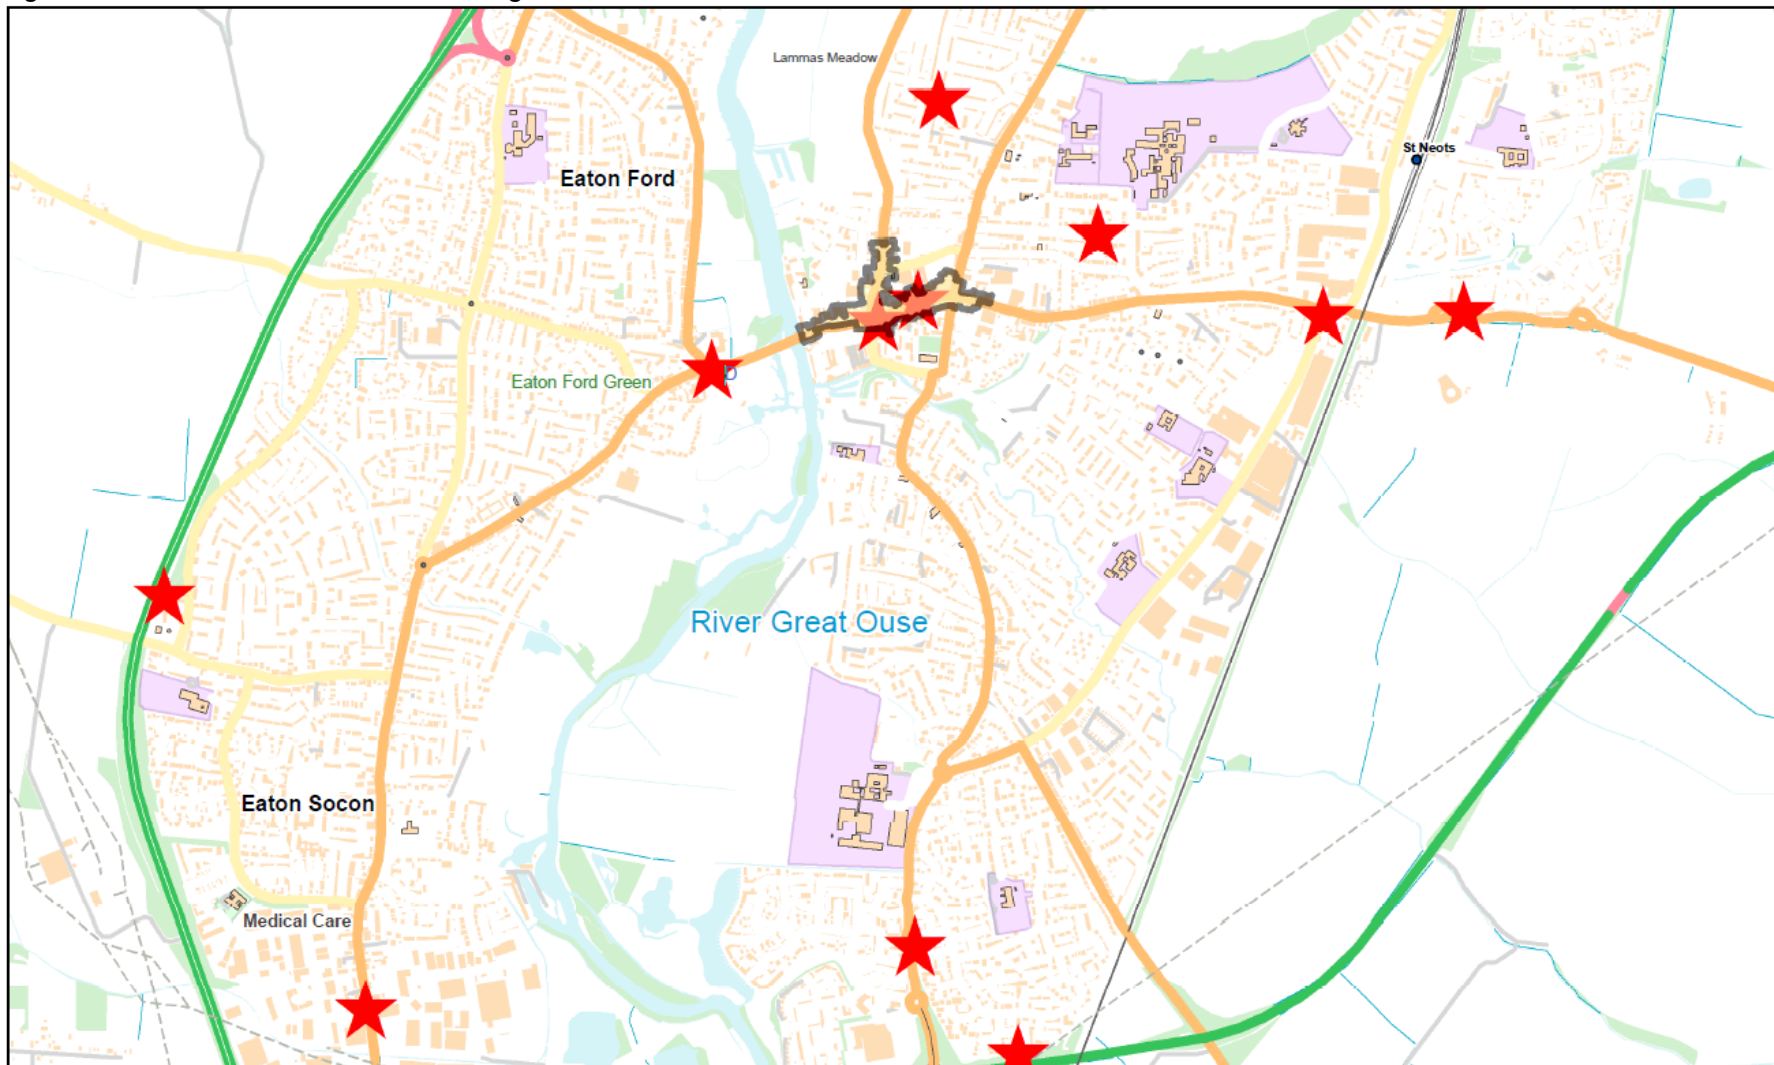 Lammas Meadow
St Neots
Eaton Ford
Eaton Ford Green
River Great Ouse
Eaton Socon
Medical Care